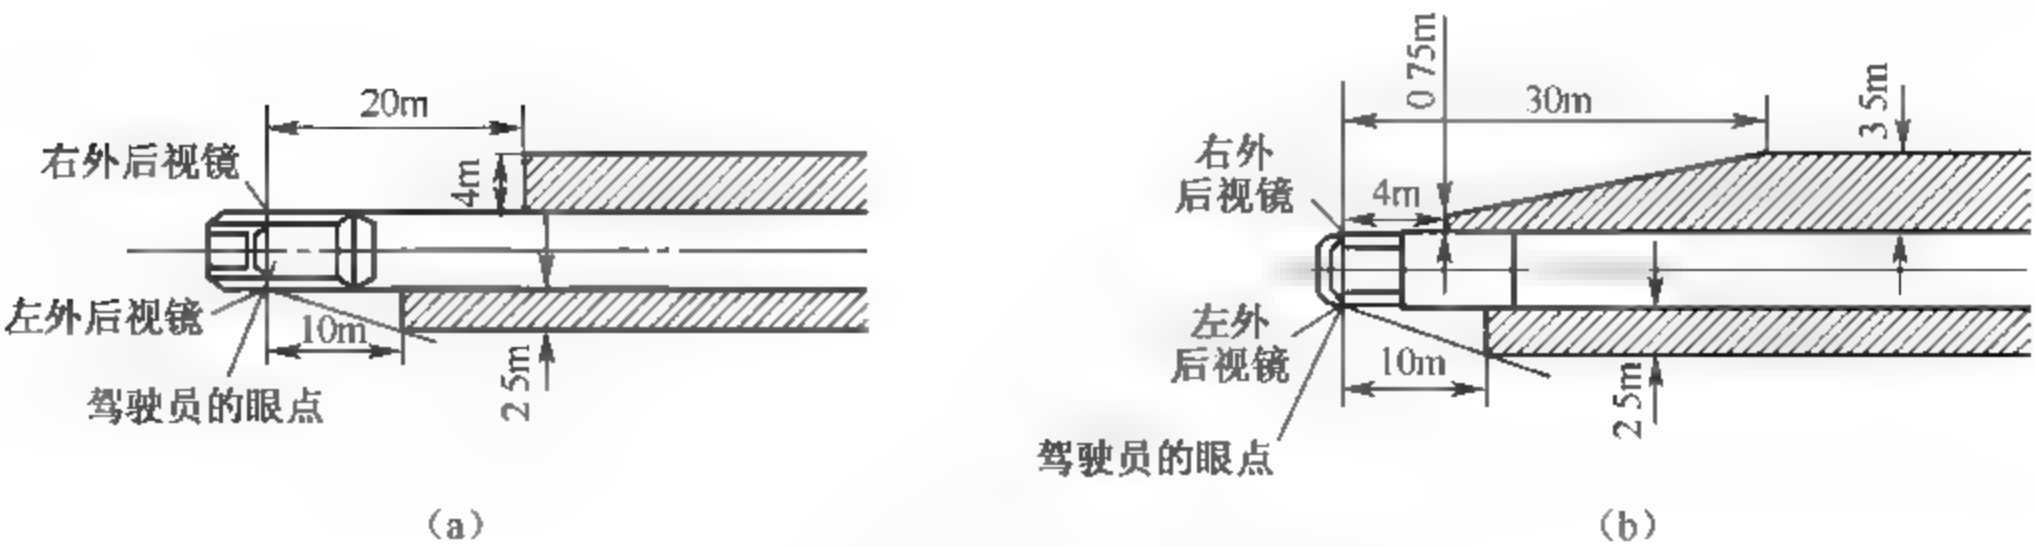 20m
右外后视镜
4m
左外后视镜
10m
2 5m
驾驶员的眼点
(a)
0 75m
30m
3 5m
右外
后视镜
4m
左外
后视镜
10m
2 5m
驾驶员的眼点
(b)